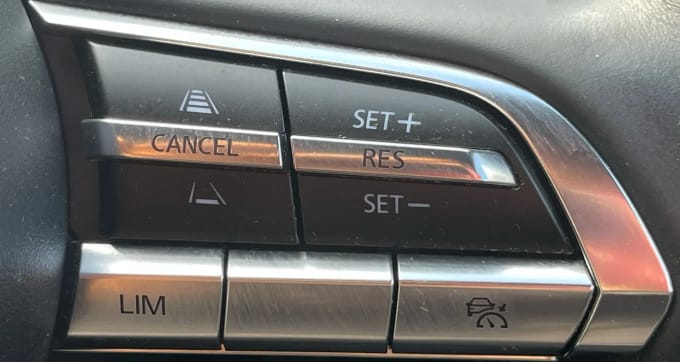 SET+
CANCEL
RES
SET-
LIM